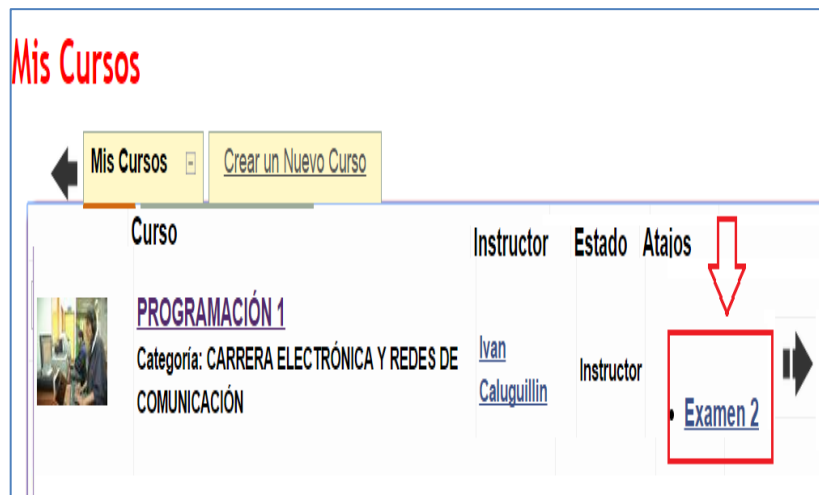 Mis Cursos
Mis Cursos
Crear un Nuevo Curso
Curso
Instructor
Estado
Atajos
PROGRAMACIÓN 1
Categoría: CARRERA ELECTRÓNICA Y REDES DE
COMUNICACIÓN
Ivan
Caluguillin
Instructor
Examen 2